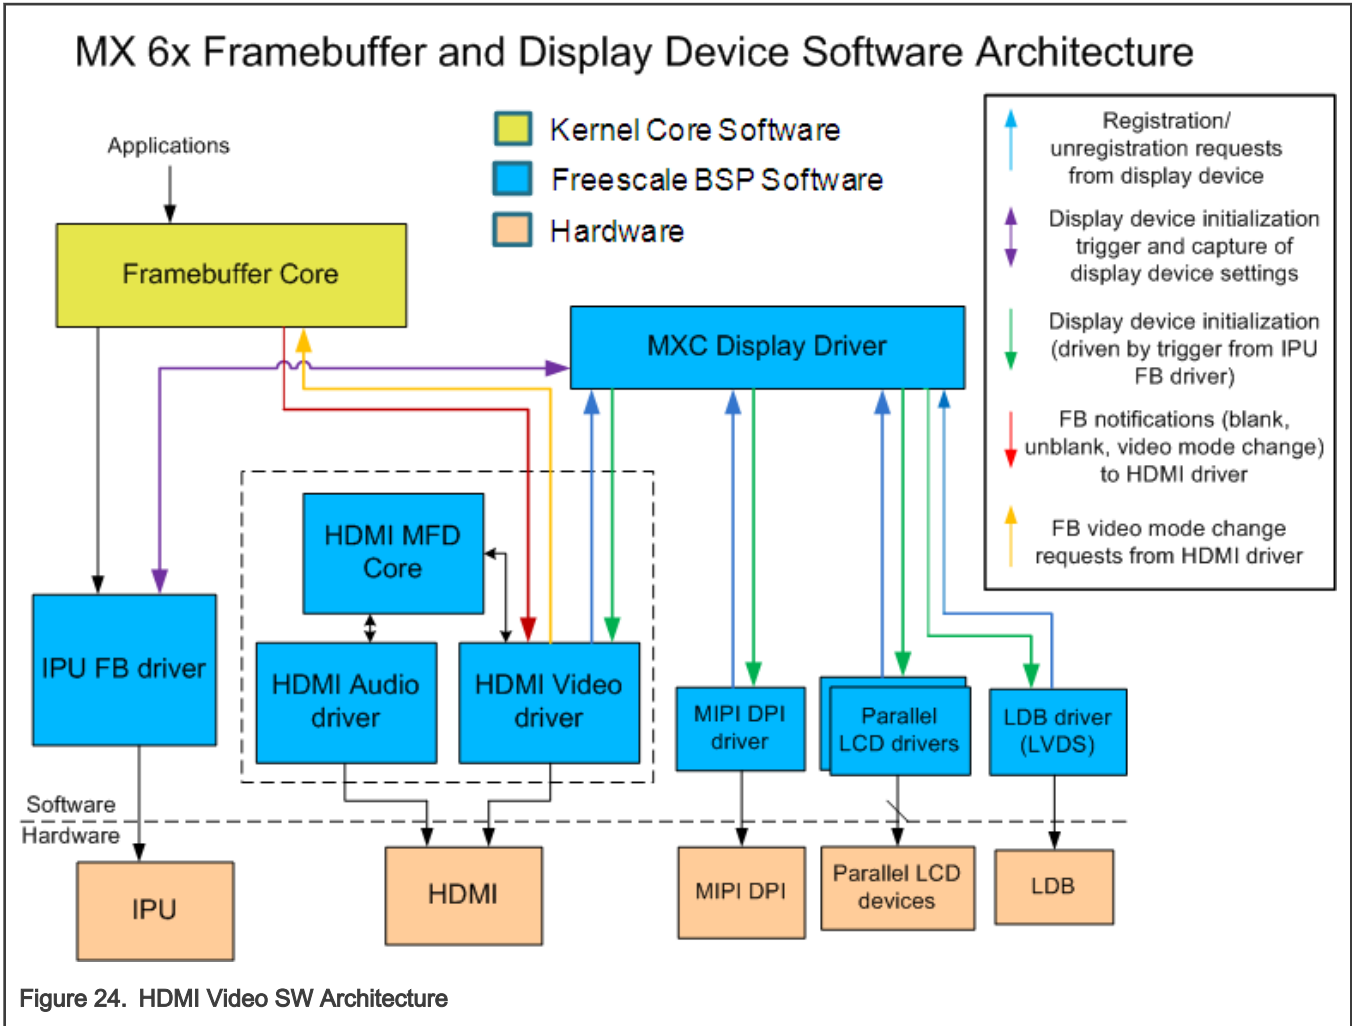 MX 6x Framebuffer and Display Device Software Architecture
Applications
Kernel Core Software
Freescale BSP Software
Hardware
Registration/
unregistration requests
from display device
Display device initialization
trigger and capture of
display device settings
Display device initialization
(driven by trigger from IPU
FB driver)
FB notifications (blank,
unblank, video mode change)
to HDMI driver
FB video mode change
requests from HDMI driver
Framebuffer Core
MXC Display Driver
HDMI MFD
Core
IPU FB driver
HDMI Audio
driver
HDMI Video
driver
MIPI DPI
driver
Parallel
LCD drivers
LDB driver
(LVDS)
Software
Hardware
IPU
HDMI
MIPI DPI
Parallel LCD
devices
LDB
Figure 24. HDMI Video SW Architecture